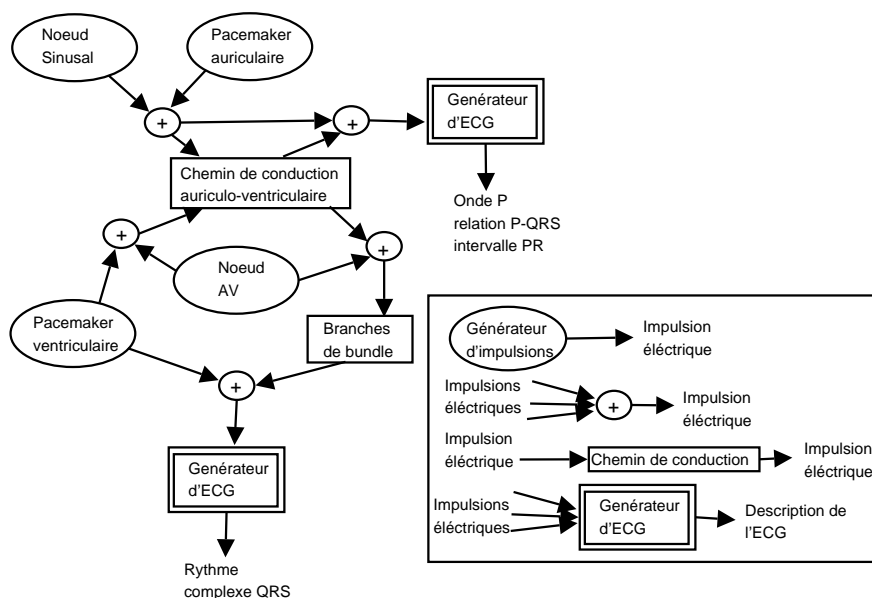 Noeud
Sinusal
Pacemaker
auriculaire
+
+
Genérateur
d'ECG
Chemin de conduction
auriculo-ventriculaire
Onde P
relation P-QRS
intervalle PR
+
+
Noeud
AV
Pacemaker
ventriculaire
Branches
de bundle
+
Genérateur
d'ECG
Rythme
complexe QRS
Générateur
d'impulsions
Impulsion
éléctrique
Impulsions
éléctriques
+
Impulsion
éléctrique
Impulsion
éléctrique
Chemin de conduction
Impulsion
éléctrique
Impulsions
éléctriques
Genérateur
d'ECG
Description de
l'ECG